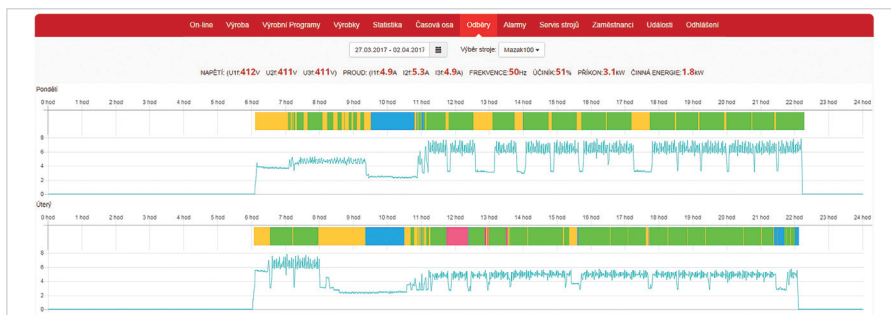 On-line Výroba Výrobní Programy Výrobky Statistika Časová osa Odběry Alarmy Servis strojů Zaměstnanci Události Odhlášení
27.03.2017 - 02.04.2017 Výběr stroje: Mazak100
NAPĚTÍ: (U1f:412V U2f:411V U3f:411V) PROUD: (I1f:4.9A I2f:5.3A I3f:4.9A) FREKVENCE:50Hz ÚČINÍK:51% PŘÍKON:3.1kW ČINNÁ ENERGIE:1.8kW
Pondělí
0 hod 1 hod 2 hod 3 hod 4 hod 5 hod 6 hod 7 hod 8 hod 9 hod 10 hod 11 hod 12 hod 13 hod 14 hod 15 hod 16 hod 17 hod 18 hod 19 hod 20 hod 21 hod 22 hod 23 hod 24 hod
8
6
4
2
0
Úterý
0 hod 1 hod 2 hod 3 hod 4 hod 5 hod 6 hod 7 hod 8 hod 9 hod 10 hod 11 hod 12 hod 13 hod 14 hod 15 hod 16 hod 17 hod 18 hod 19 hod 20 hod 21 hod 22 hod 23 hod 24 hod
8
6
4
2
0